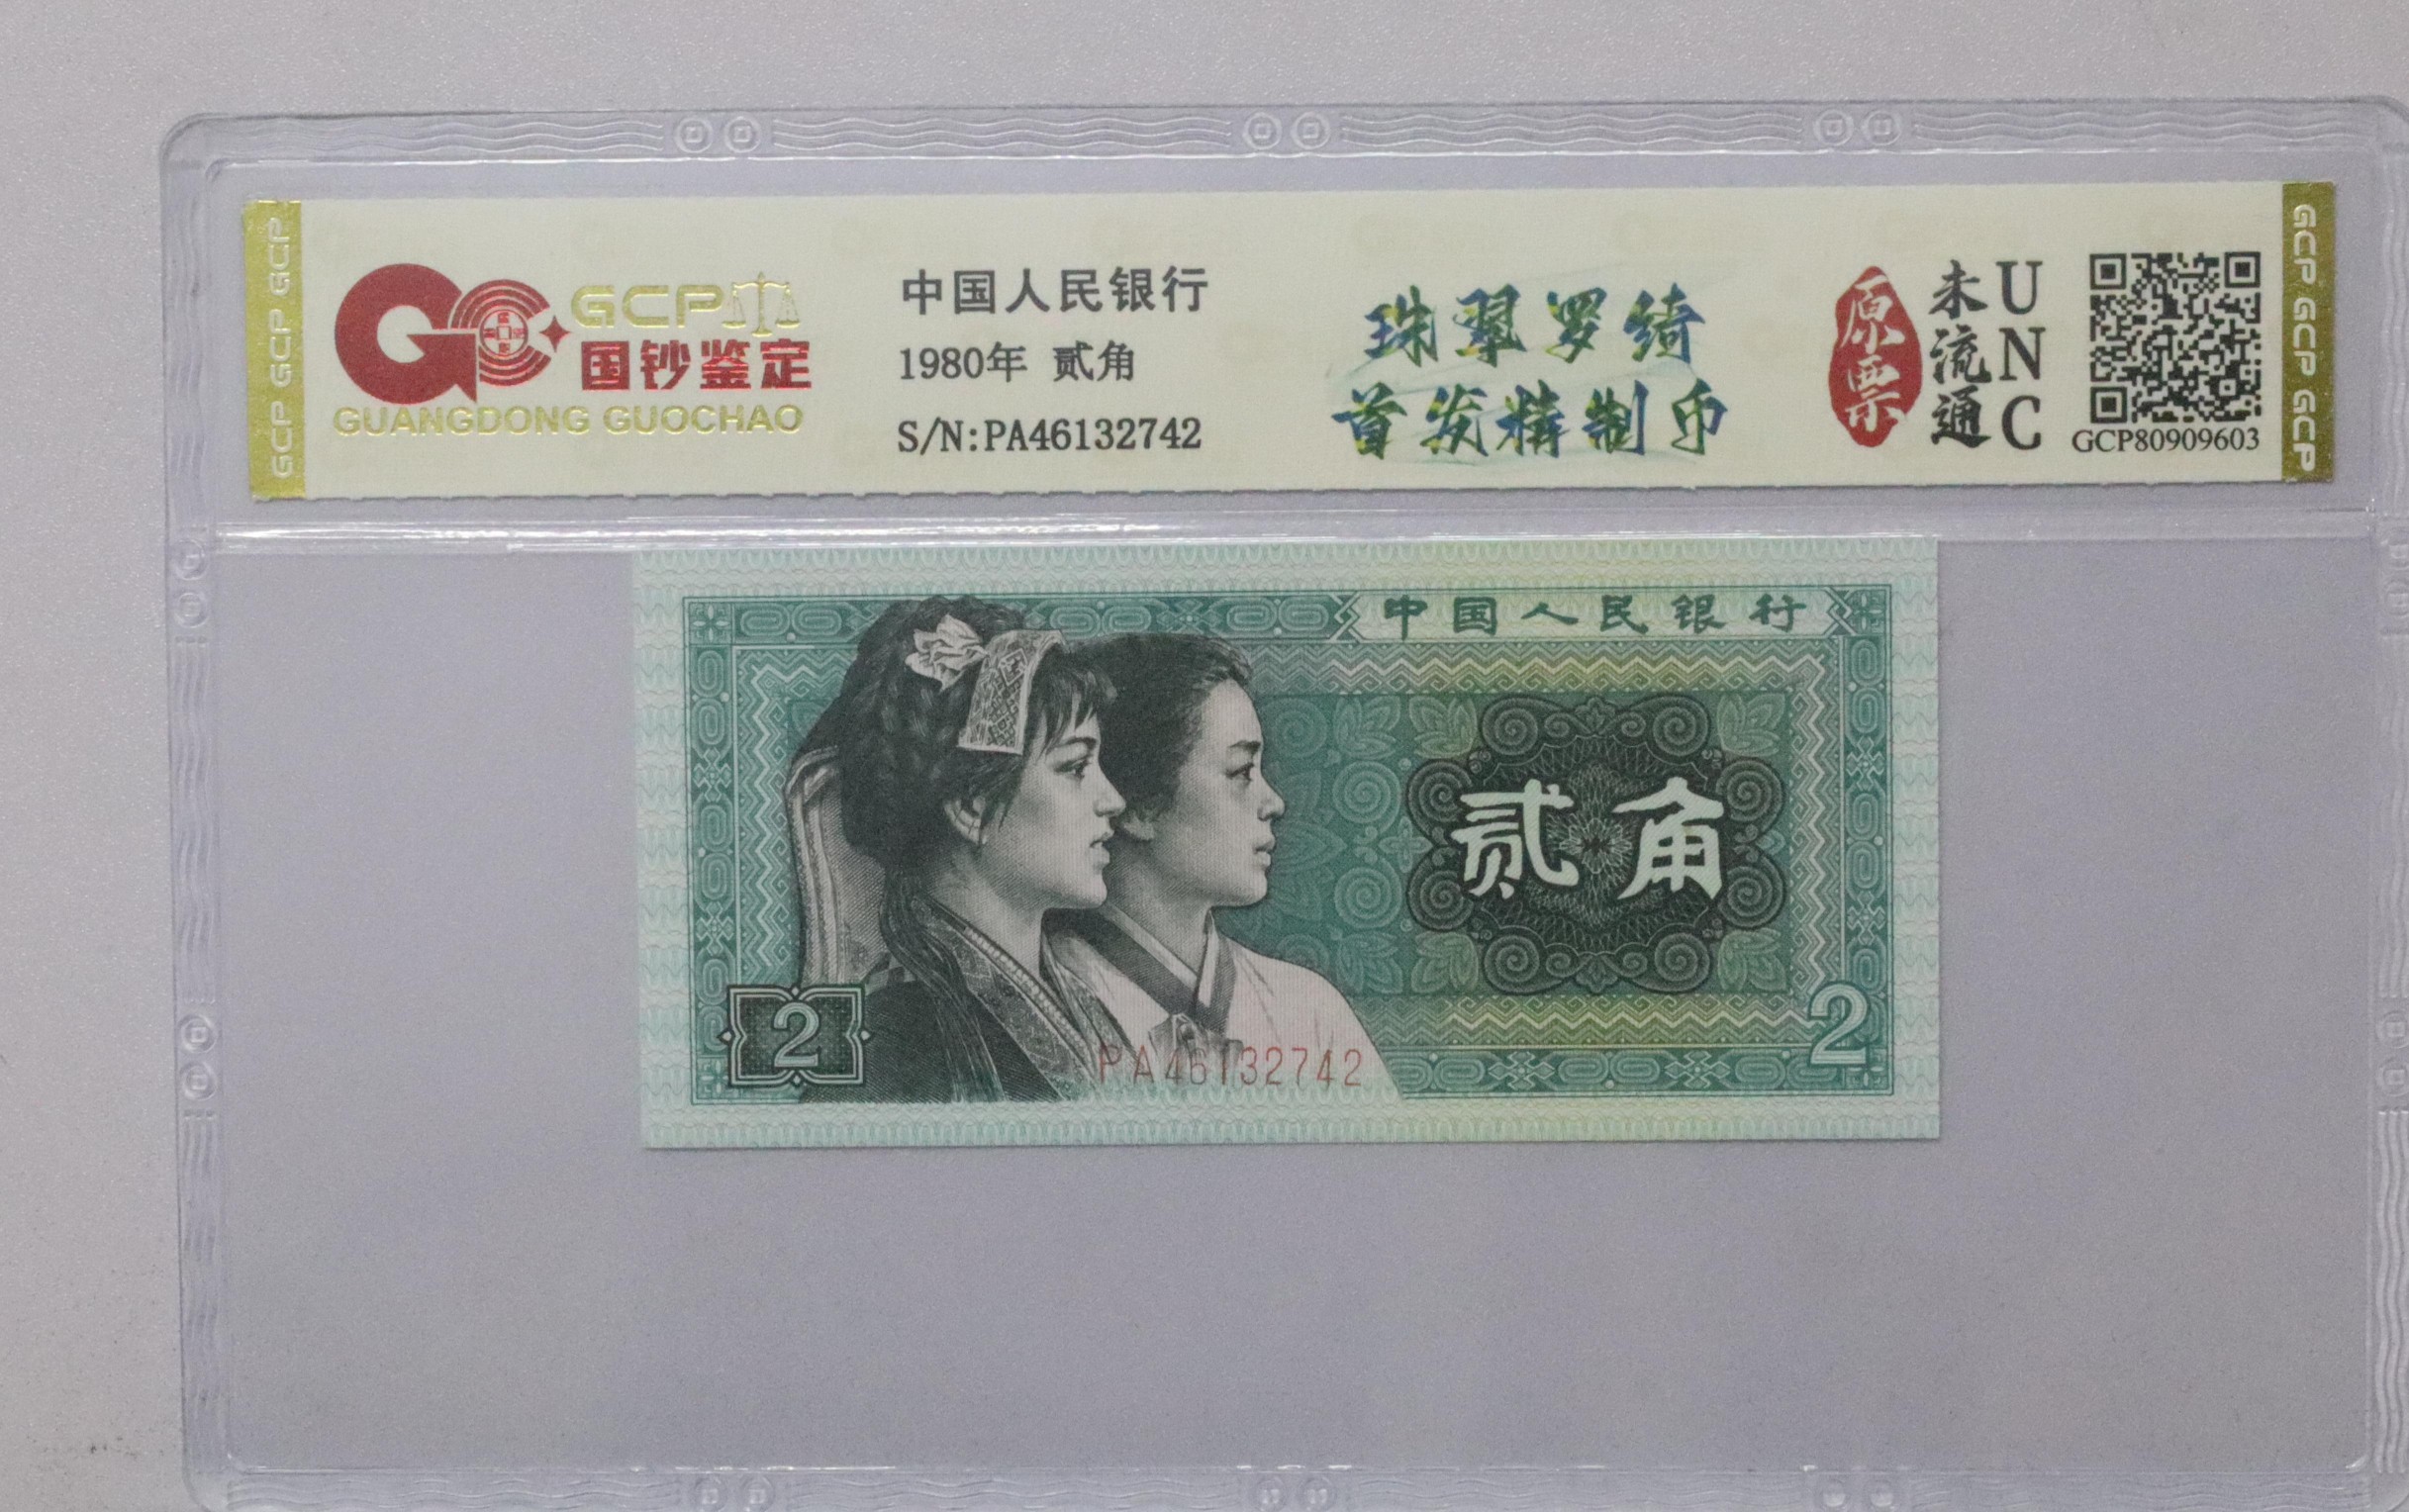 GCP GCP GCP
GCP
国钞鉴定
GUANGDONG GUOCHAO
中国人民银行
1980年 贰角
S/N:PA46132742
珠翠罗绮
首发精制币
原票
未流通
UNC
GCP80909603
GCP GCP GCP
中国人民银行
贰角
2
2
PA46132742